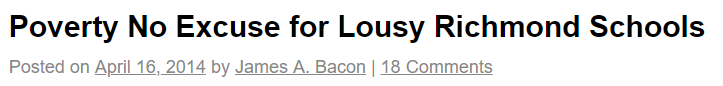 Poverty No Excuse for Lousy Richmond Schools
Posted on April 16, 2014 by James A. Bacon | 18 Comments